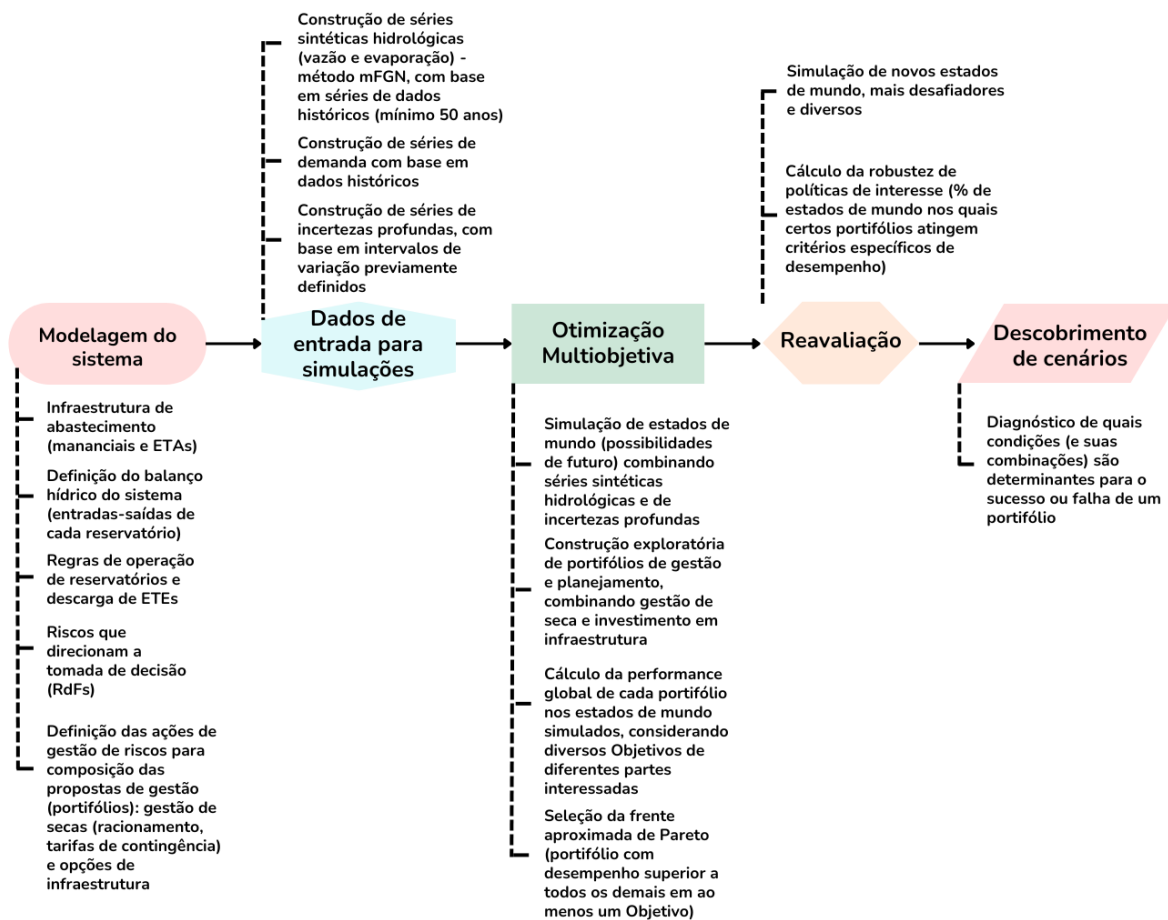 Construção de séries
sintéticas hidrológicas
(vazão e evaporação) -
método mFGN, com base
em séries de dados
históricos (mínimo 50 anos)
Construção de séries de
demanda com base em
dados históricos
Construção de séries de
incertezas profundas, com
base em intervalos de
variação previamente
definidos
Simulação de novos estados
de mundo, mais desafiadores
e diversos
Cálculo da robustez de
políticas de interesse (% de
estados de mundo nos quais
certos portifólios atingem
critérios específicos de
desempenho)
Modelagem do
sistema
Dados de
entrada para
simulações
Otimização
Multiobjetiva
Reavaliação
Descobrimento
de cenários
Infraestrutura de
abastecimento
(mananciais e ETAs)
Definição do balanço
hídrico do sistema
(entradas-saídas de
cada reservatório)
Regras de operação
de reservatórios e
descarga de ETEs
Riscos que
direcionam a
tomada de decisão
(RdFs)
Definição das ações de
gestão de riscos para
composição das
propostas de gestão
(portifólios): gestão de
secas (racionamento,
tarifas de contingência)
e opções de
infraestrutura
Simulação de estados de
mundo (possibilidades
de futuro) combinando
séries sintéticas
hidrológicas e de
incertezas profundas
Construção exploratória
de portifólios de gestão
e planejamento,
combinando gestão de
seca e investimento em
infraestrutura
Cálculo da performance
global de cada portifólio
nos estados de mundo
simulados, considerando
diversos Objetivos de
diferentes partes
interessadas
Seleção da frente
aproximada de Pareto
(portifólio com
desempenho superior a
todos os demais em ao
menos um Objetivo)
Diagnóstico de quais
condições (e suas
combinações) são
determinantes para o
sucesso ou falha de um
portifólio